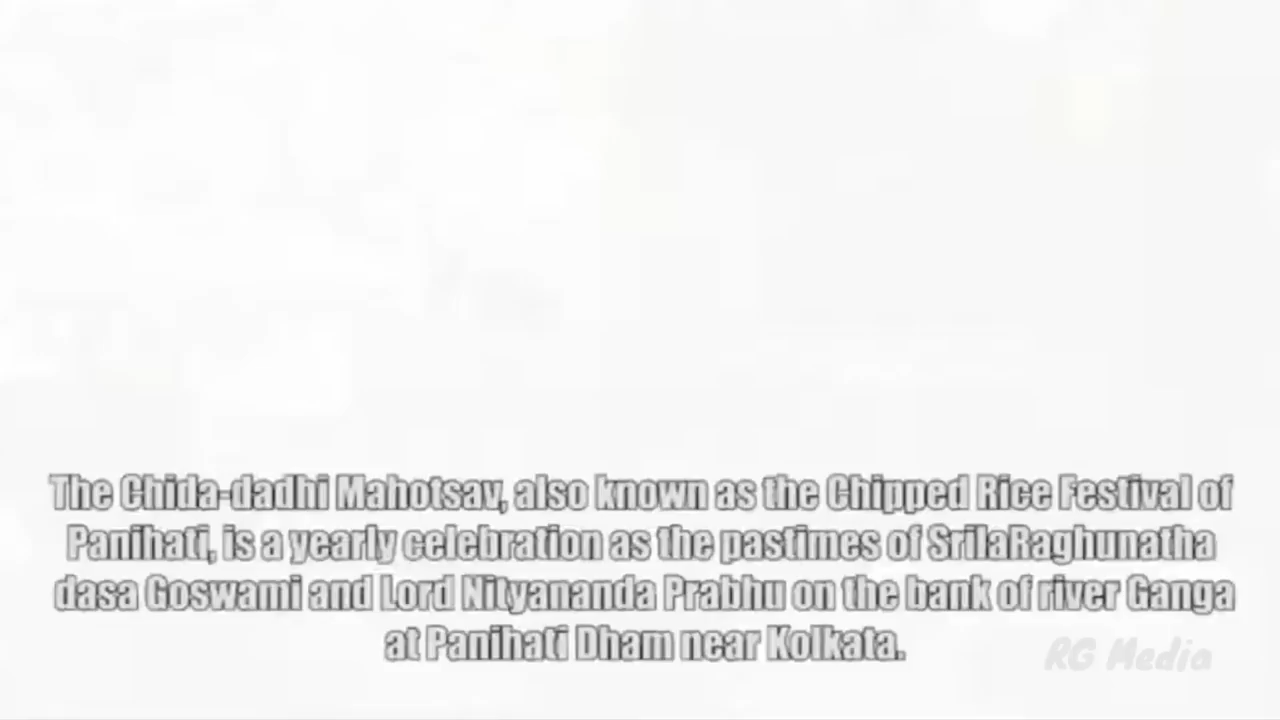 The Chida-dadhi Mahotsav, also known as the Chipped Rice Festival of
Panihati, is a yearly celebration as the pastimes of SrilaRaghunatha
dasa Goswami and Lord Nityananda Prabhu on the bank of river Ganga
at Panihati Dham near Kolkata.
RG Media